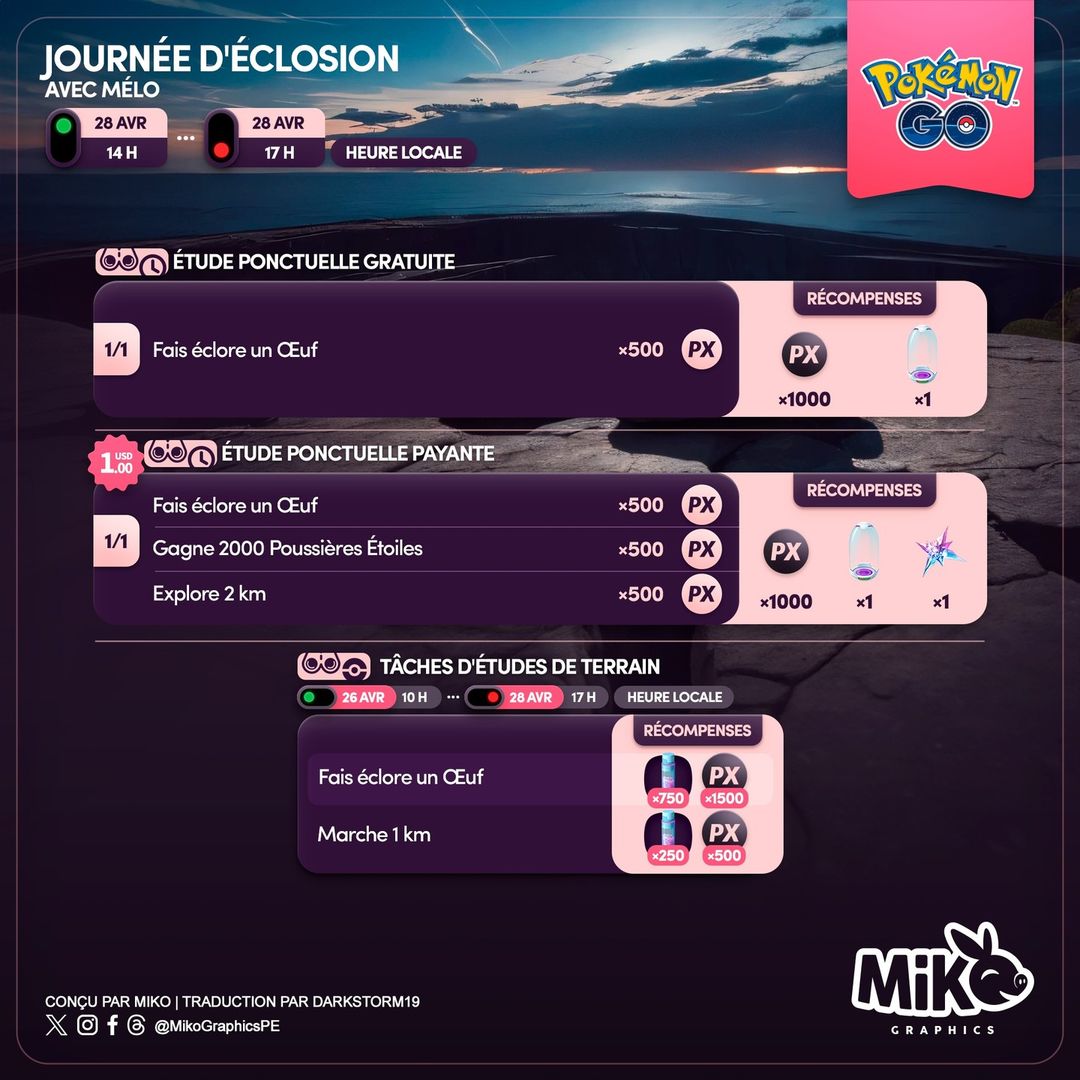 JOURNÉE D'ÉCLOSION
AVEC MÉLO
28 AVR
14 H
...
28 AVR
17 H
HEURE LOCALE
POKÉMON
GO
ÉTUDE PONCTUELLE GRATUITE
RÉCOMPENSES
1/1 Fais éclore un Œuf ×500 PX
PX
×1000 ×1
1 USD .00
ÉTUDE PONCTUELLE PAYANTE
RÉCOMPENSES
1/1
Fais éclore un Œuf ×500 PX
Gagne 2000 Poussières Étoiles ×500 PX
Explore 2 km ×500 PX
PX
×1000 ×1 ×1
TÂCHES D'ÉTUDES DE TERRAIN
26 AVR 10 H ... 28 AVR 17 H HEURE LOCALE
RÉCOMPENSES
Fais éclore un Œuf
PX
×750 ×1500
Marche 1 km
PX
×250 ×500
MiKO
GRAPHICS
CONÇU PAR MIKO | TRADUCTION PAR DARKSTORM19
@MikoGraphicsPE